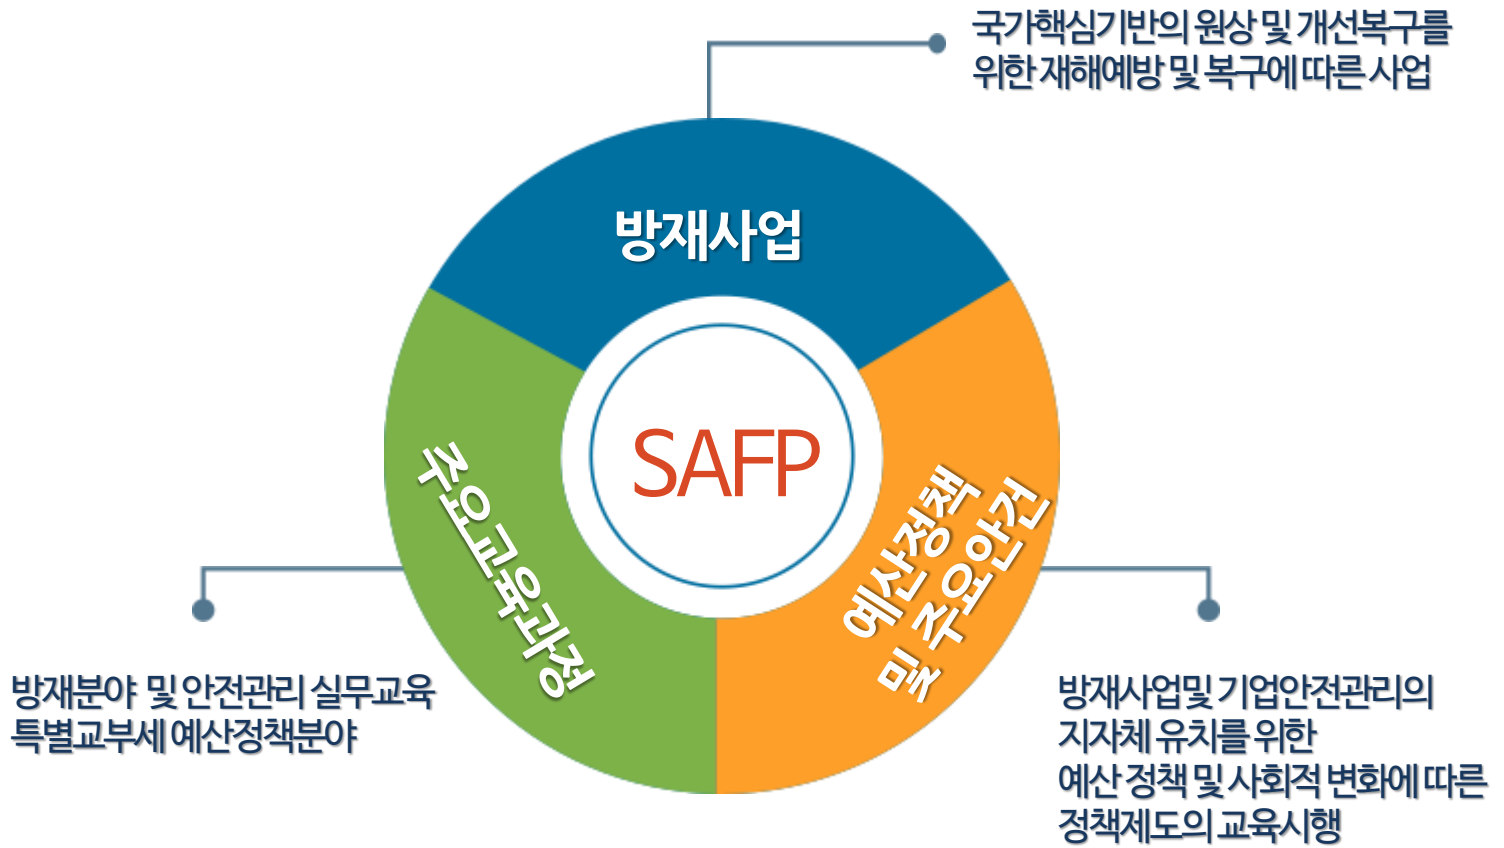 국가핵심기반의 원상 및 개선복구를
위한 재해예방 및 복구에 따른 사업
방재사업
SAFP
주요교육과정
예산정책
및 주요안건
방재분야 및 안전관리 실무교육
특별교부세 예산정책분야
방재사업및 기업안전관리의
지자체 유치를 위한
예산 정책 및 사회적 변화에 따른
정책제도의 교육시행